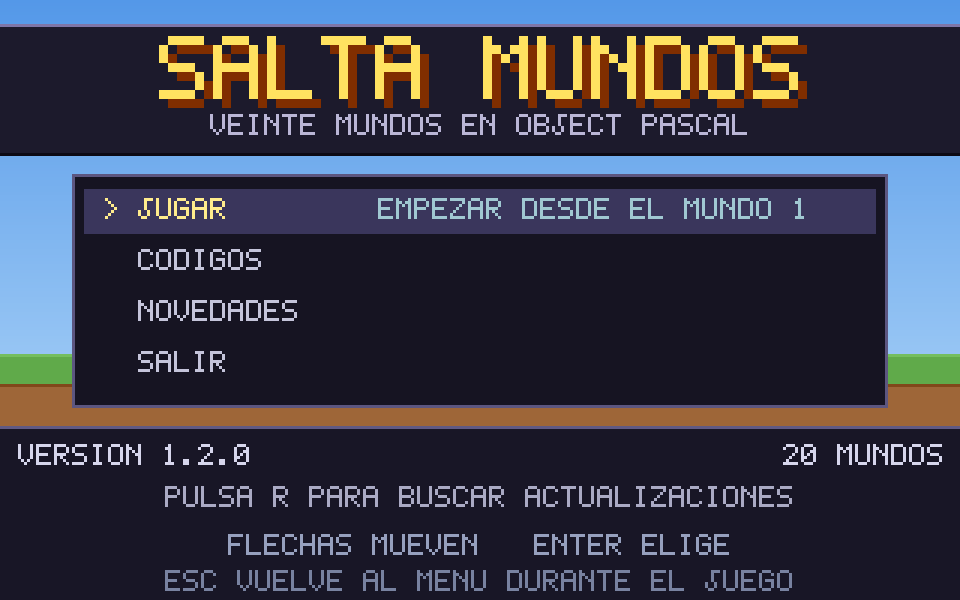 SALTA MUNDOS
VEINTE MUNDOS EN OBJECT PASCAL
> JUGAR EMPEZAR DESDE EL MUNDO 1
CODIGOS
NOVEDADES
SALIR
VERSION 1.2.0 20 MUNDOS
PULSA R PARA BUSCAR ACTUALIZACIONES
FLECHAS MUEVEN ENTER ELIGE
ESC VUELVE AL MENU DURANTE EL JUEGO